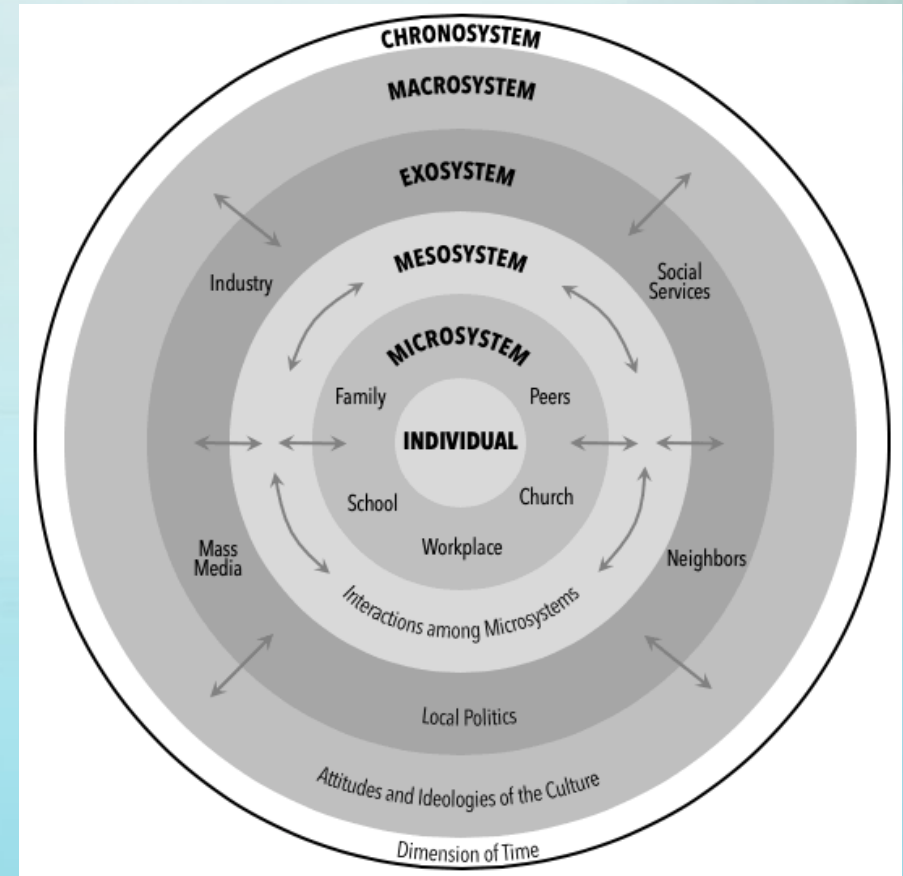 CHRONOSYSTEM
MACROSYSTEM
EXOSYSTEM
MESOSYSTEM
MICROSYSTEM
Industry
Social
Services
Family
Peers
INDIVIDUAL
School
Church
Workplace
Mass
Media
Neighbors
Interactions among Microsystems
Local Politics
Attitudes and Ideologies of the Culture
Dimension of Time